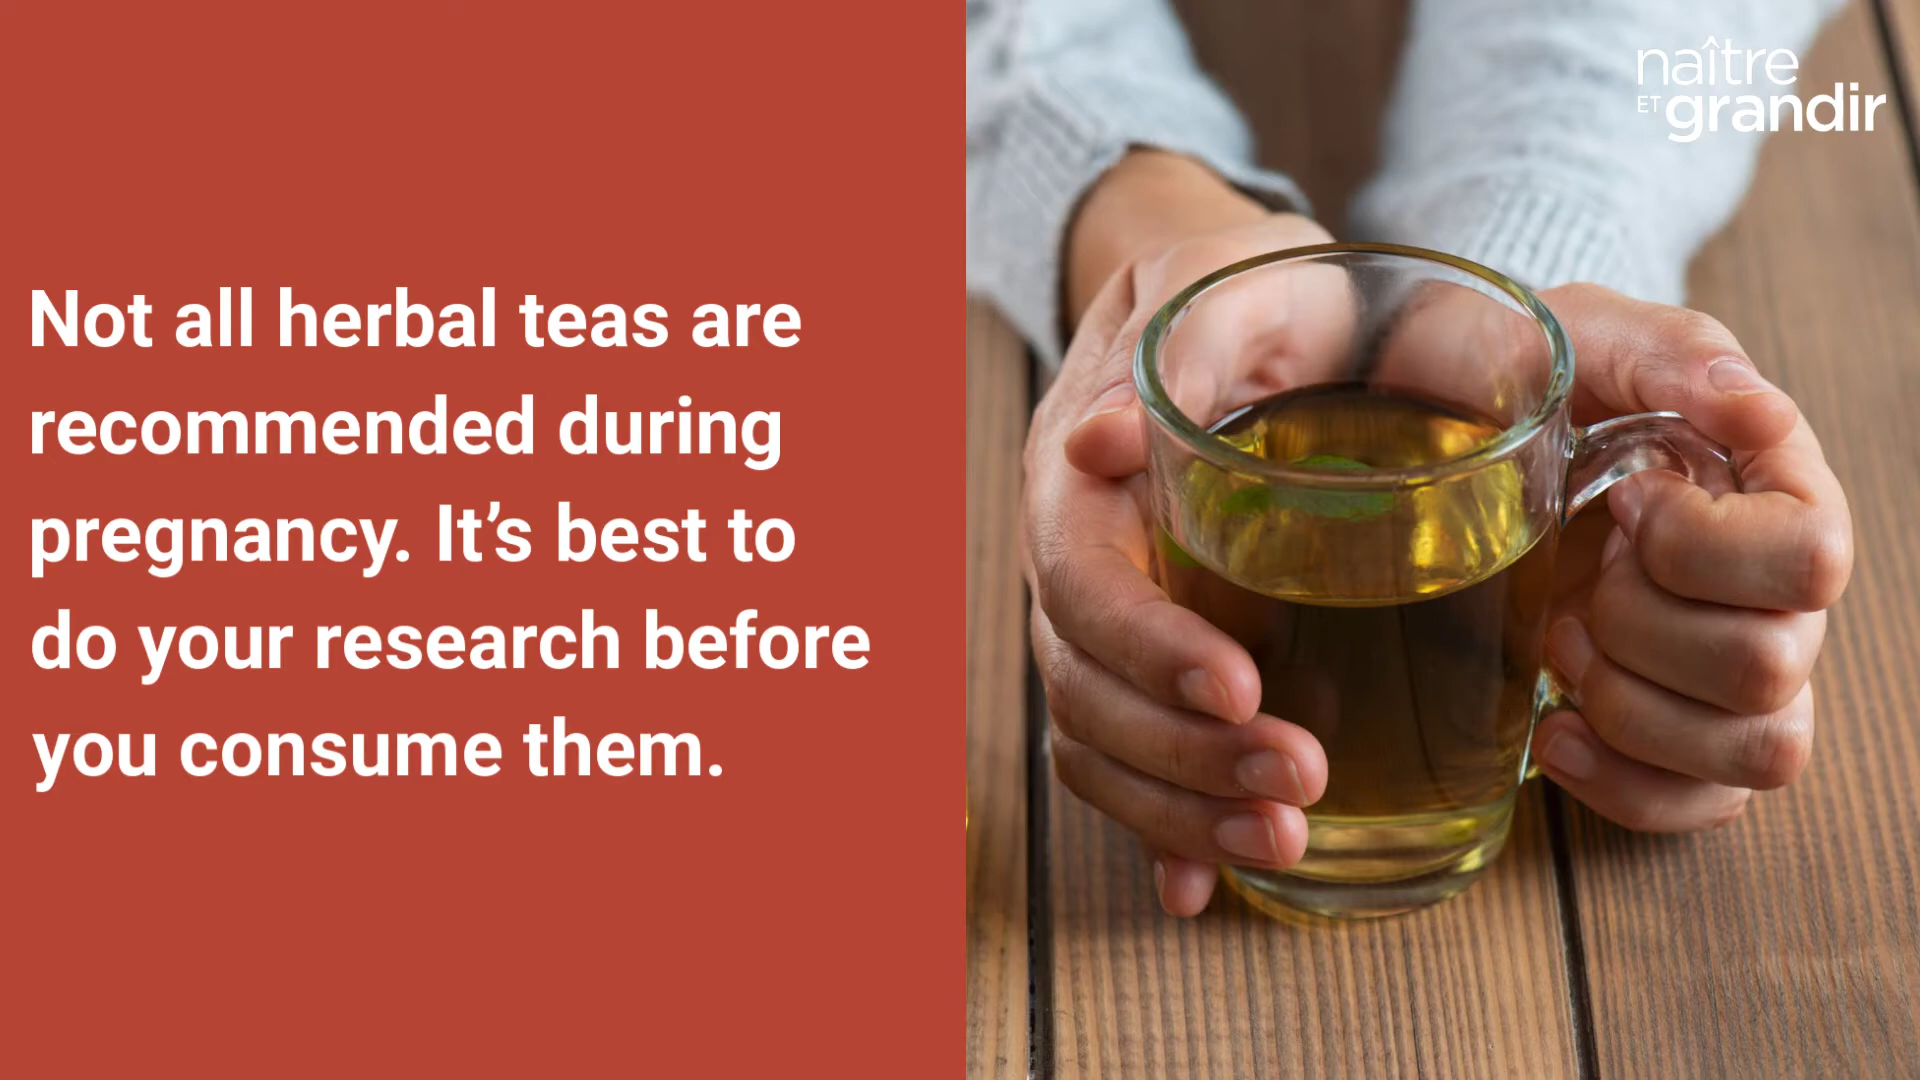 naître
ET grandir
Not all herbal teas are
recommended during
pregnancy. It’s best to
do your research before
you consume them.